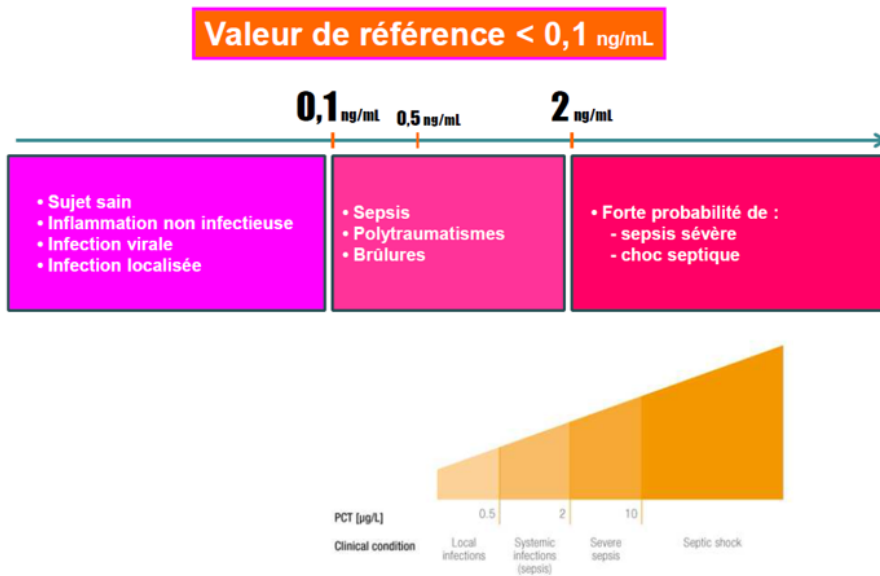 Valeur de référence < 0,1 ng/mL
0,1 ng/mL
0,5 ng/mL
2 ng/mL
• Sujet sain
• Inflammation non infectieuse
• Infection virale
• Infection localisée
• Sepsis
• Polytraumatismes
• Brûlures
• Forte probabilité de :
- sepsis sévère
- choc septique
PCT [µg/L]
0.5
2
10
Clinical condition
Local
infections
Systemic
infections
(sepsis)
Severe
sepsis
Septic shock